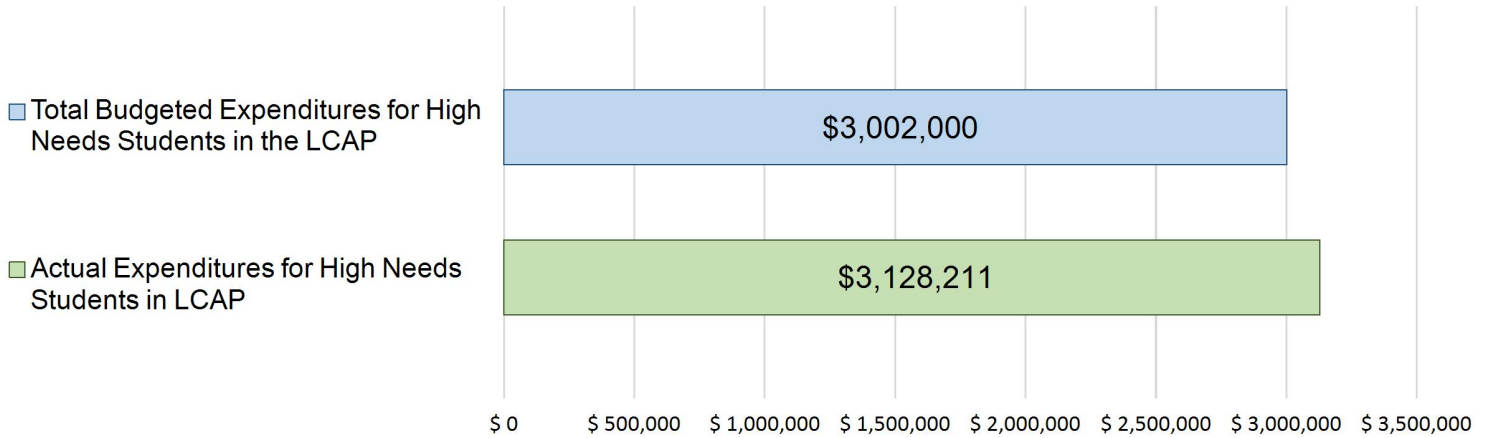 Total Budgeted Expenditures for High
Needs Students in the LCAP
$3,002,000
Actual Expenditures for High Needs
Students in LCAP
$3,128,211
$ 0 $ 500,000 $ 1,000,000 $ 1,500,000 $ 2,000,000 $ 2,500,000 $ 3,000,000 $ 3,500,000